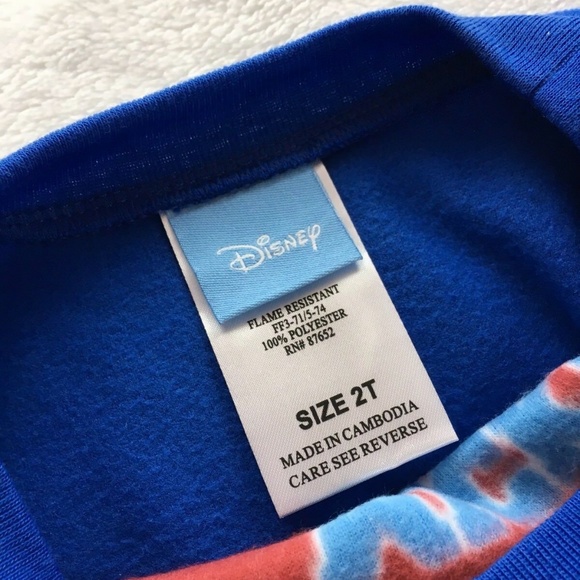 Disney
FLAME RESISTANT
FF3-71/5-74
100% POLYESTER
RN# 87652
SIZE 2T
MADE IN CAMBODIA
CARE SEE REVERSE